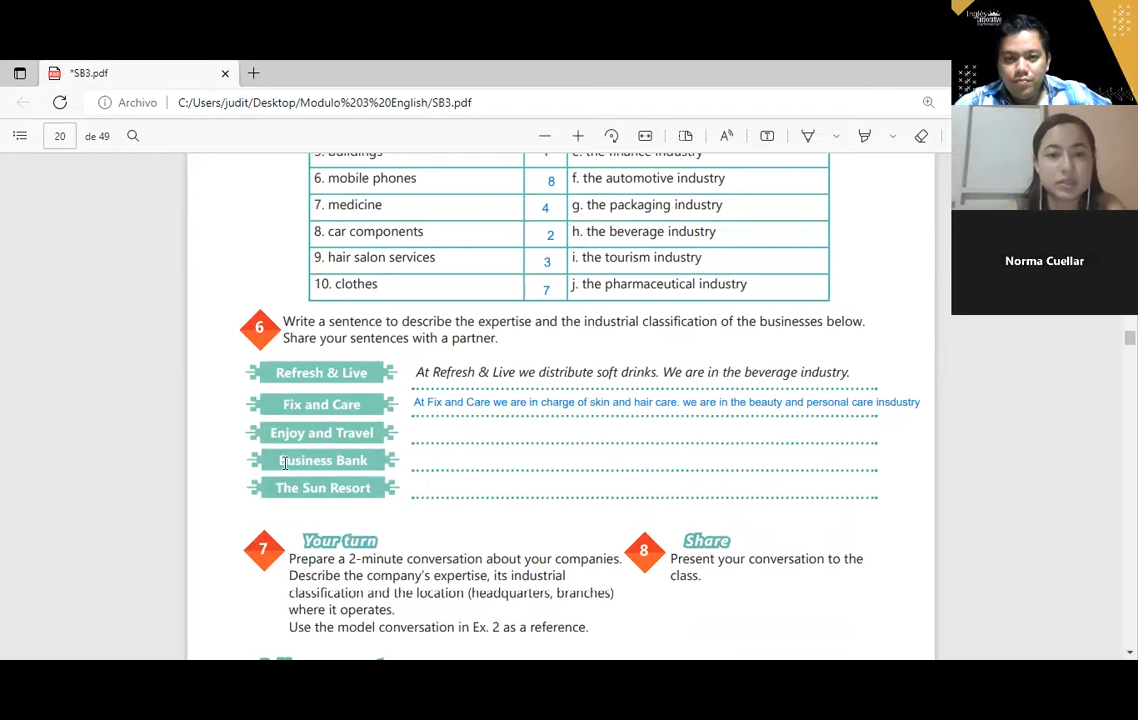 Inglés
corporativo
*SB3.pdf
Archivo
C:/Users/judit/Desktop/Modulo%203%20English/SB3.pdf
20 de 49
5. buildings e. the finance industry
6. mobile phones 8 f. the automotive industry
7. medicine 4 g. the packaging industry
8. car components 2 h. the beverage industry
9. hair salon services 3 i. the tourism industry
10. clothes 7 j. the pharmaceutical industry
Norma Cuellar
6 Write a sentence to describe the expertise and the industrial classification of the businesses below.
Share your sentences with a partner.
Refresh & Live At Refresh & Live we distribute soft drinks. We are in the beverage industry.
Fix and Care At Fix and Care we are in charge of skin and hair care. we are in the beauty and personal care insdustry
Enjoy and Travel
Business Bank
The Sun Resort
7 Your turn
Prepare a 2-minute conversation about your companies.
Describe the company's expertise, its industrial
classification and the location (headquarters, branches)
where it operates.
Use the model conversation in Ex. 2 as a reference.
8 Share
Present your conversation to the
class.